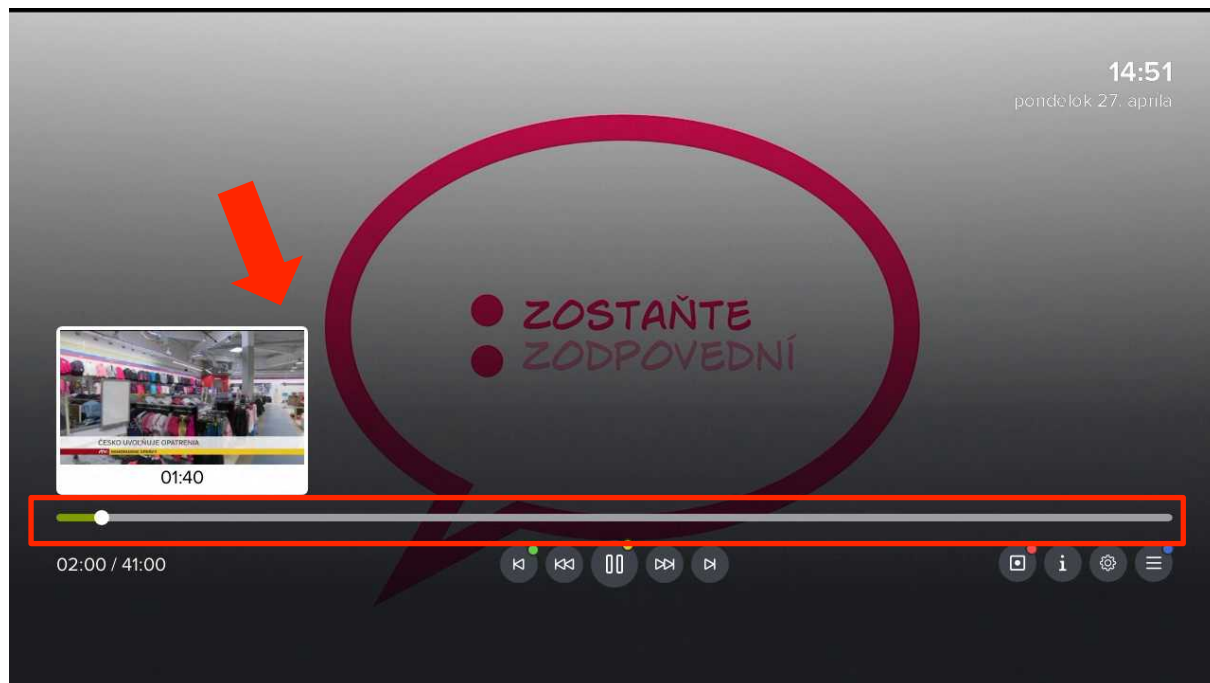 14:51
pondelok 27. apríla
ZOSTAŇTE
ZODPOVEDNÍ
ČESKO UVOĽŇUJE OPATRENIA
01:40
02:00 / 41:00